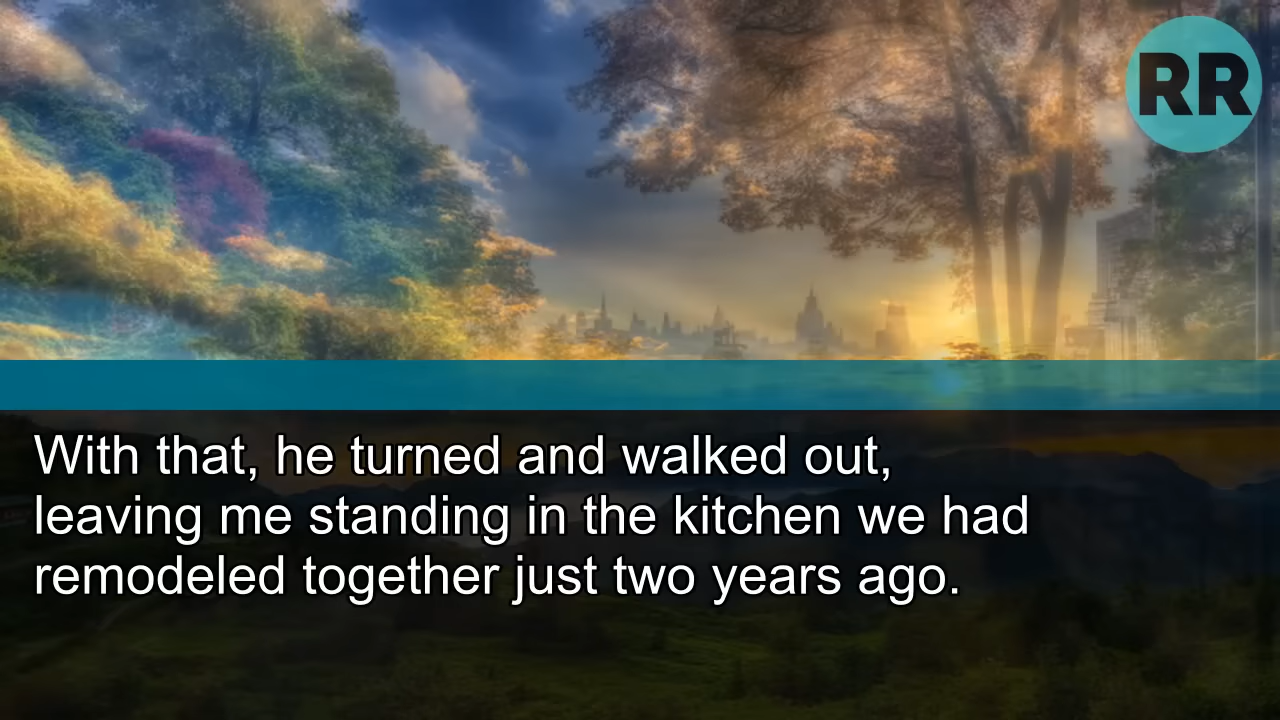 RR
With that, he turned and walked out,
leaving me standing in the kitchen we had
remodeled together just two years ago.